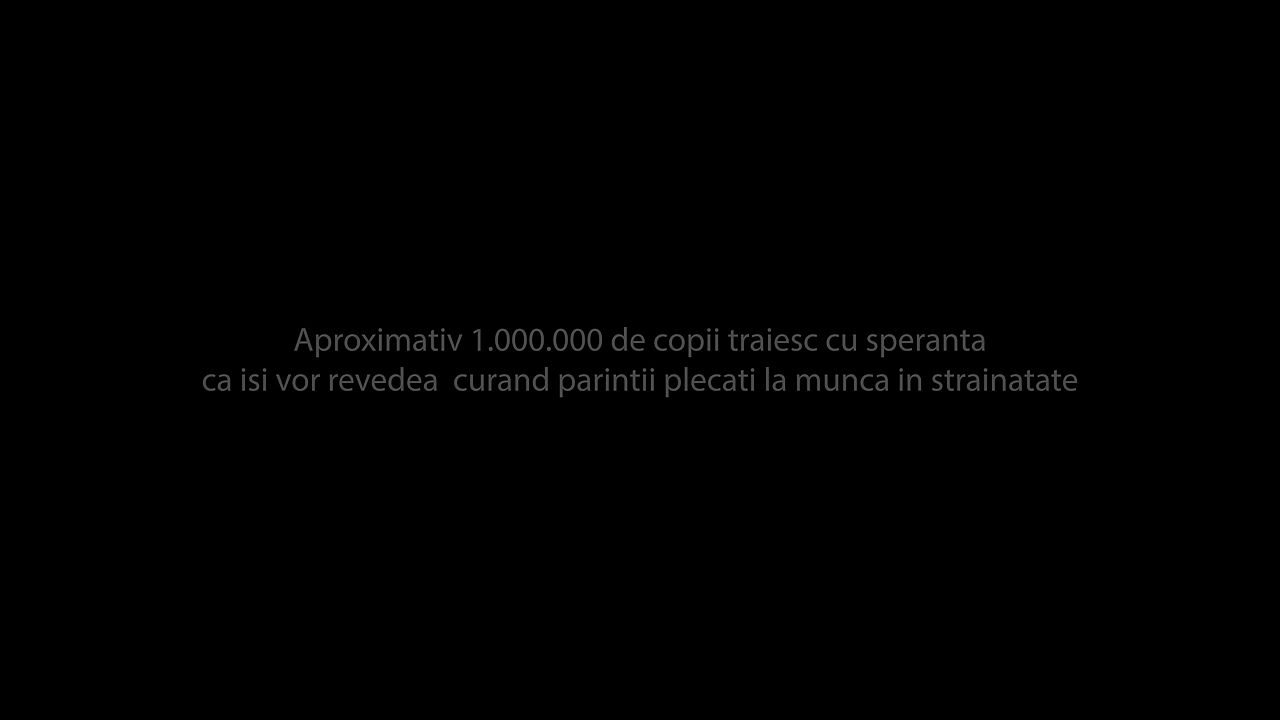 Aproximativ 1.000.000 de copii traiesc cu speranta
ca isi vor revedea  curand parintii plecati la munca in strainatate